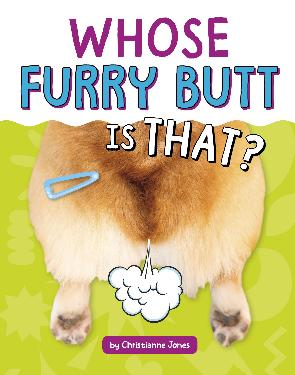 WHOSE
FURRY BUTT
IS THAT?
by Christianne Jones